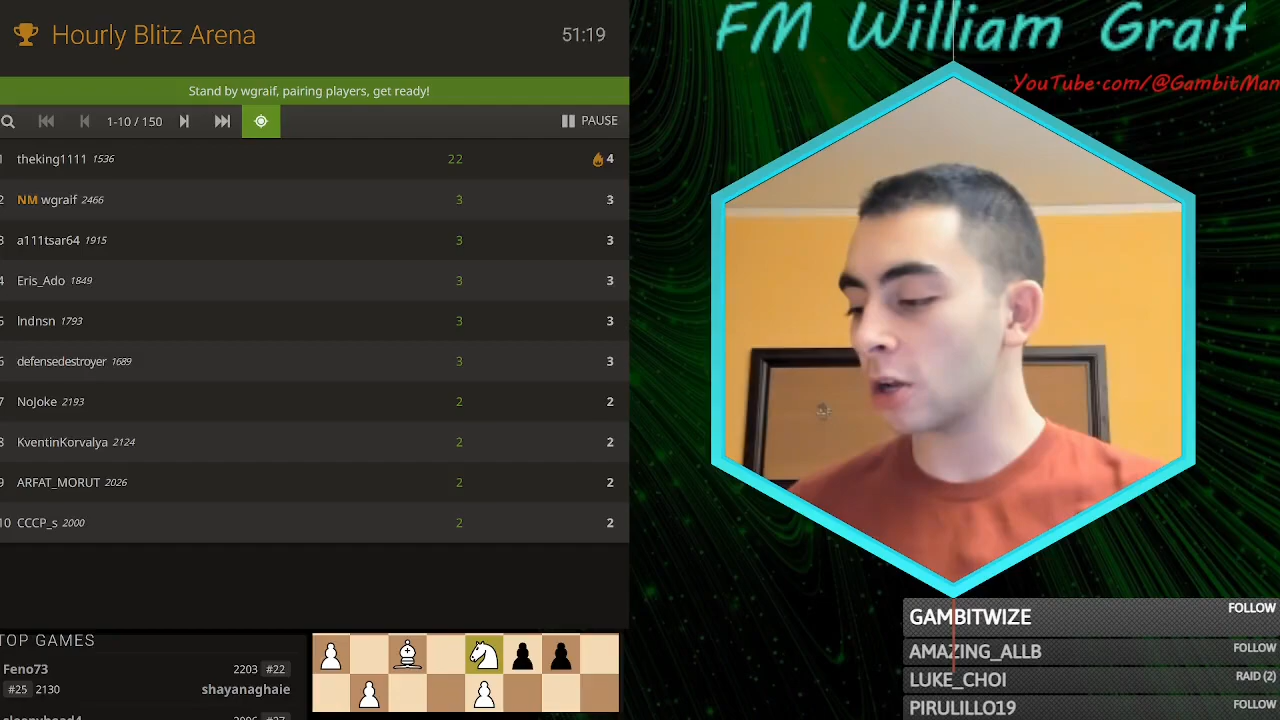 Hourly Blitz Arena 51:19
Stand by wgraif, pairing players, get ready!
1-10 / 150 PAUSE
1 theking1111 1536 22 4
2 NM wgraif 2466 3 3
3 a111tsar64 1915 3 3
4 Eris_Ado 1849 3 3
5 lndnsn 1793 3 3
6 defensedestroyer 1689 3 3
7 NoJoke 2193 2 2
8 KventinKorvalya 2124 2 2
9 ARFAT_MORUT 2026 2 2
10 CCCP_s 2000 2 2
TOP GAMES
Feno73 2203 #22
#25 2130 shayanaghaie
FM William Graif
YouTube.com/@GambitMan
GAMBITWIZE FOLLOW
AMAZING_ALLB FOLLOW
LUKE_CHOI RAID (2)
PIRULILLO19 FOLLOW